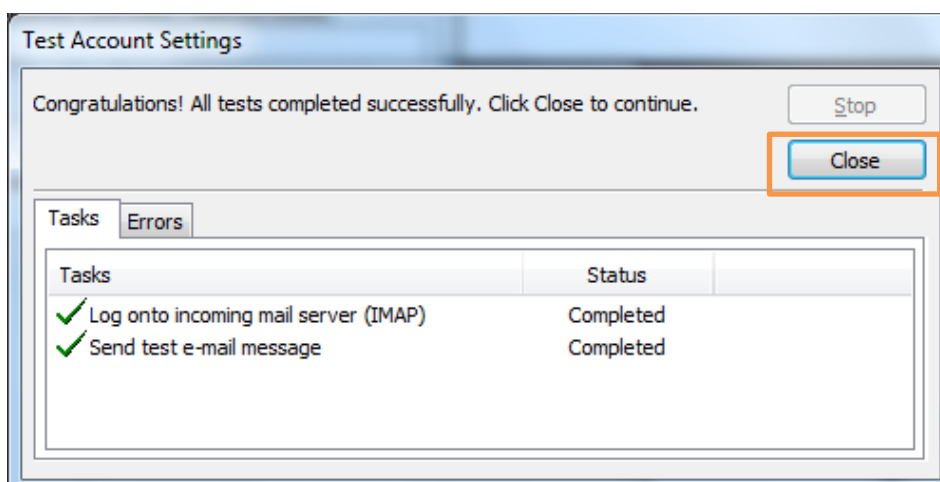 Test Account Settings
Congratulations! All tests completed successfully. Click Close to continue.
Stop
Close
Tasks
Errors
Tasks Status
Log onto incoming mail server (IMAP) Completed
Send test e-mail message Completed